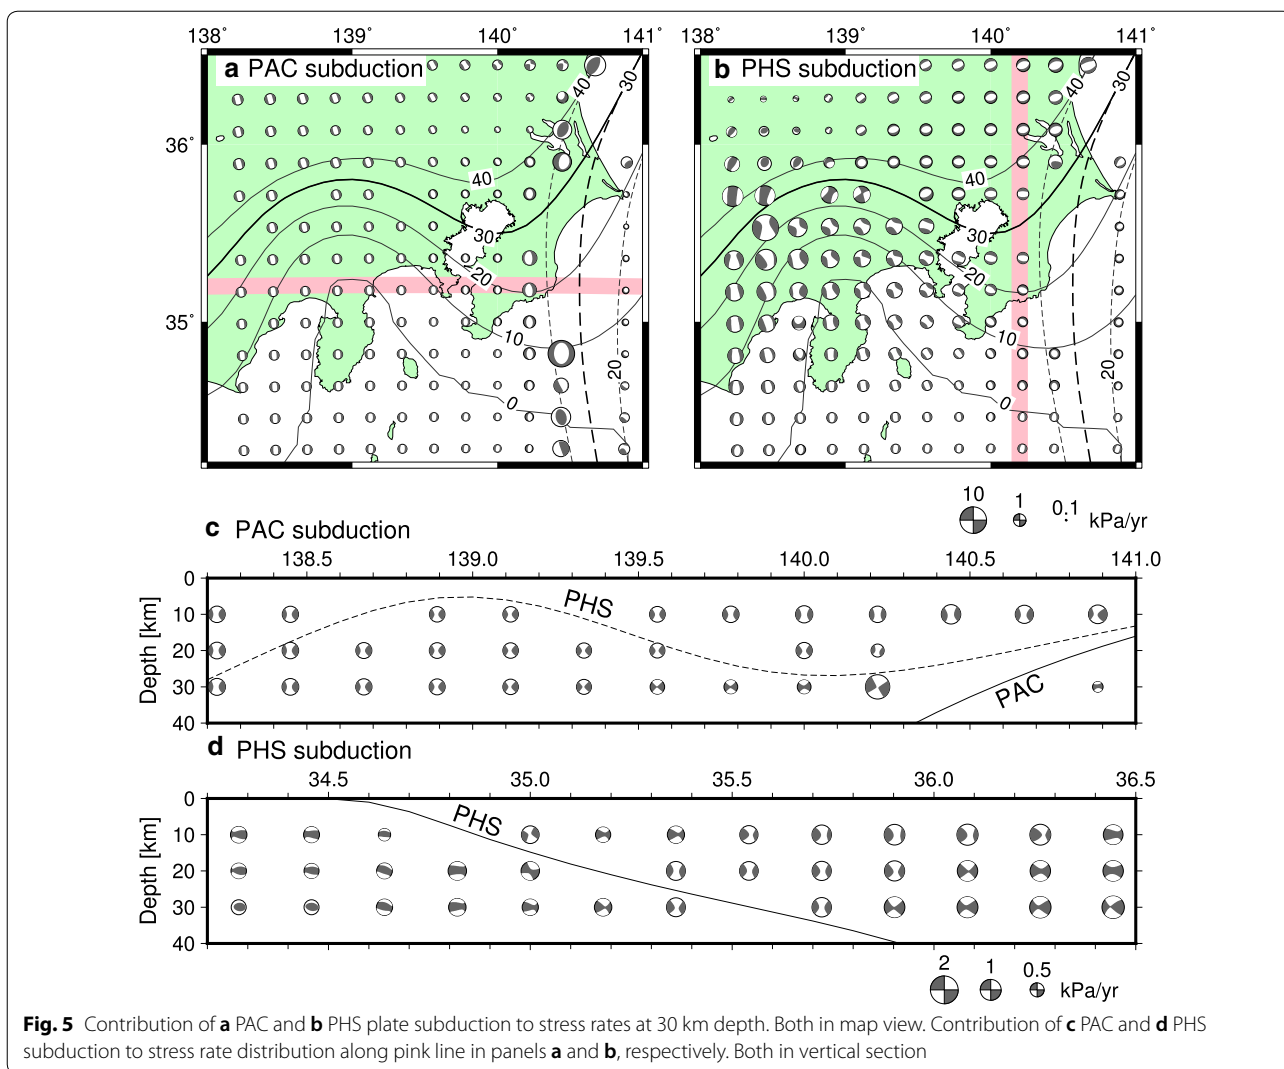 138˚ 139˚ 140˚ 141˚ 138˚ 139˚ 140˚ 141˚
a PAC subduction
b PHS subduction
40 30 40 30
36˚
40 40
30 30
20 20
35˚
10 10
20 20
0 0
10 1 0.1 kPa/yr
c PAC subduction
138.5 139.0 139.5 140.0 140.5 141.0
0
10
20
30
40
Depth [km]
PHS
PAC
d PHS subduction
34.5 35.0 35.5 36.0 36.5
0
10
20
30
40
Depth [km]
PHS
2 1 0.5 kPa/yr
Fig. 5 Contribution of a PAC and b PHS plate subduction to stress rates at 30 km depth. Both in map view. Contribution of c PAC and d PHS
subduction to stress rate distribution along pink line in panels a and b, respectively. Both in vertical section